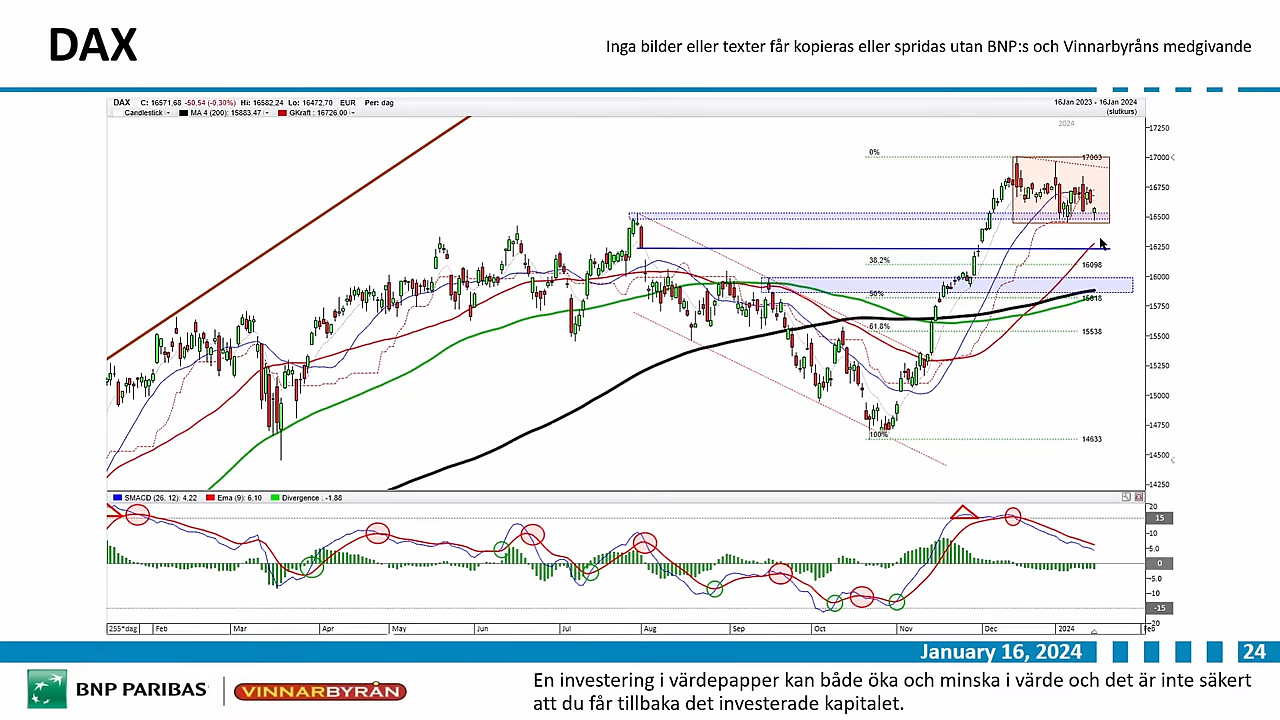 DAX
Inga bilder eller texter får kopieras eller spridas utan BNP:s och Vinnarbyråns medgivande
DAX C: 16571,68 -50,54 (-0,30%) Hi: 16582,24 Lo: 16472,70 EUR Per: dag
16Jan 2023 - 16Jan 2024
Candlestick MA 4 (200): 15883.47 GKraft : 16726.00
(slutkurs)
2024
17250
0%
17003
17000
16750
16500
16250
38.2%
16098
16000
50%
15818
15750
61.8%
15538
15500
15250
15000
14750
100%
14633
14500
14250
SMACD (26, 12): 4,22 Ema (9): 6,10 Divergence : -1,88
20
15
10
5.0
0
-5.0
-15
-20
255*dag Feb Mar Apr May Jun Jul Aug Sep Oct Nov Dec 2024 Feb
January 16, 2024
24
BNP PARIBAS
VINNARBYRÅN
En investering i värdepapper kan både öka och minska i värde och det är inte säkert
att du får tillbaka det investerade kapitalet.